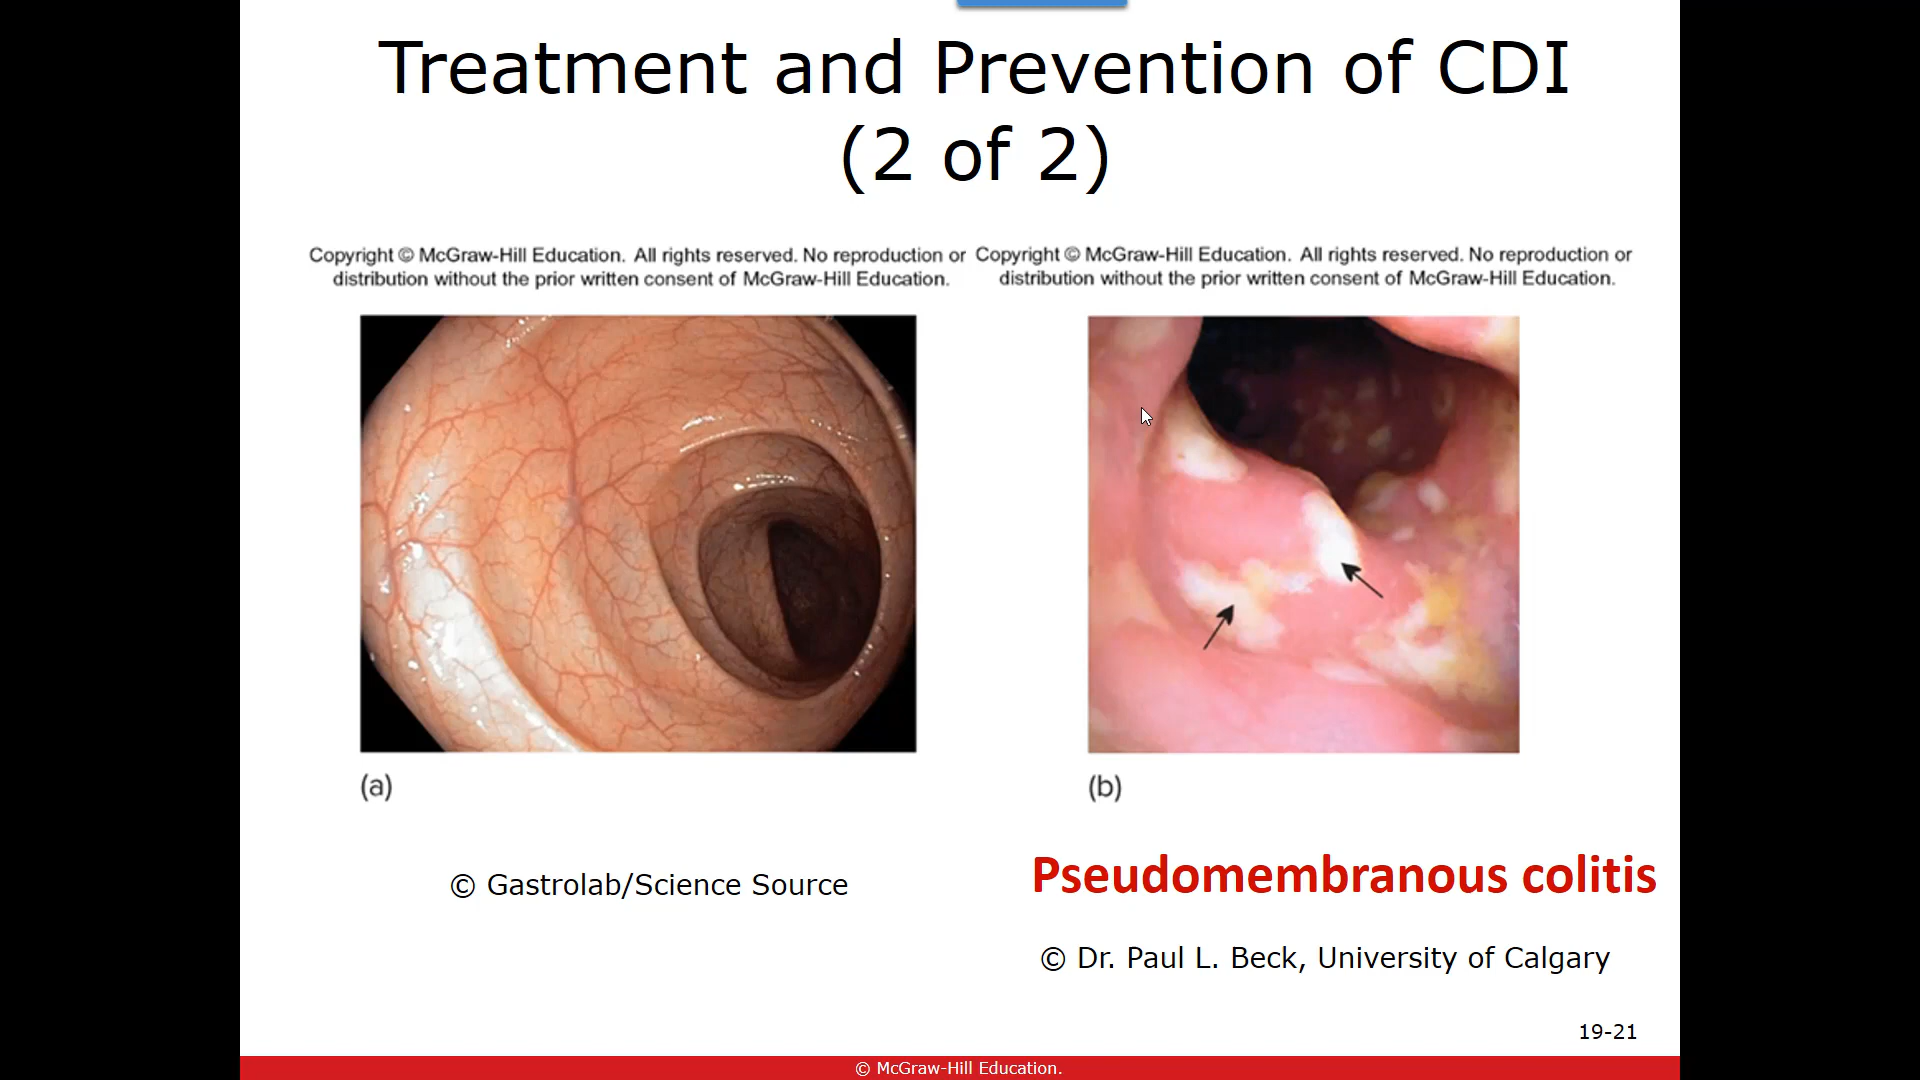 Treatment and Prevention of CDI
(2 of 2)
Copyright © McGraw-Hill Education. All rights reserved. No reproduction or
distribution without the prior written consent of McGraw-Hill Education.
Copyright © McGraw-Hill Education. All rights reserved. No reproduction or
distribution without the prior written consent of McGraw-Hill Education.
(a)
(b)
© Gastrolab/Science Source
Pseudomembranous colitis
© Dr. Paul L. Beck, University of Calgary
19-21
© McGraw-Hill Education.